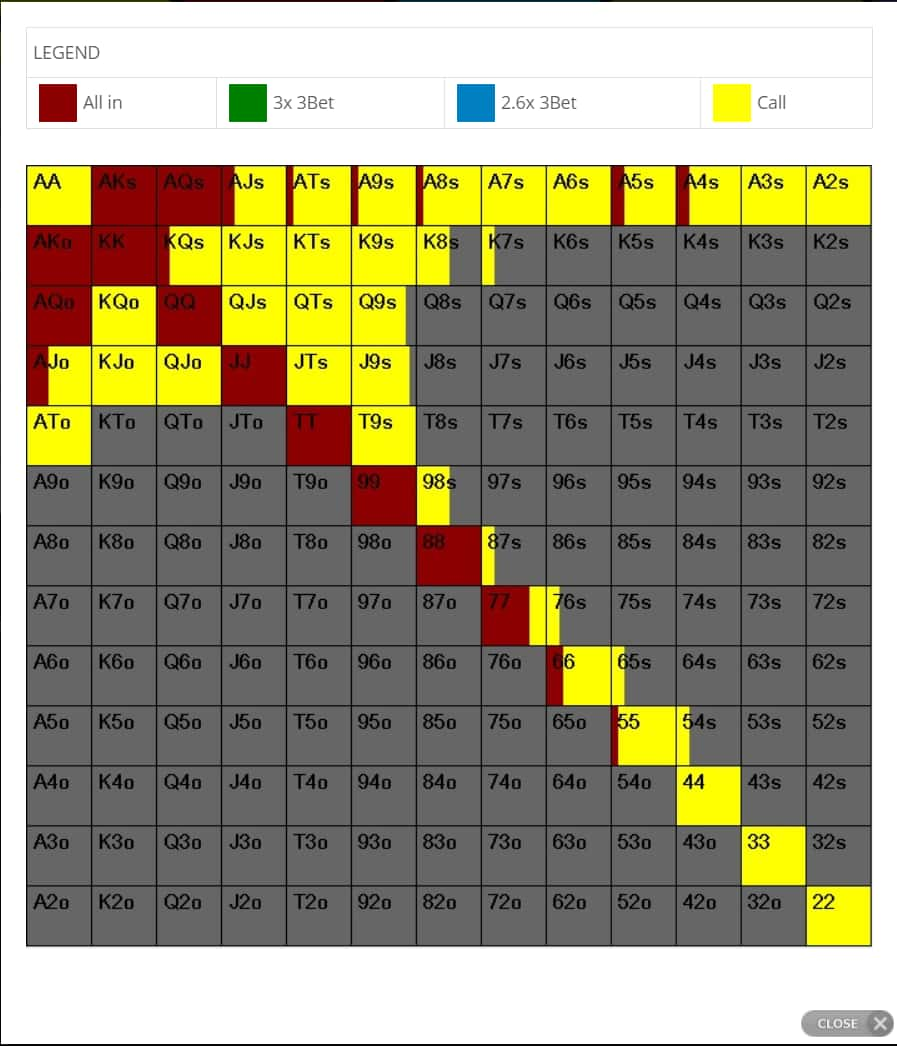 LEGEND
All in 3x 3Bet 2.6x 3Bet Call
AA AKs AQs AJs ATs A9s A8s A7s A6s A5s A4s A3s A2s
AKo KK KQs KJs KTs K9s K8s K7s K6s K5s K4s K3s K2s
AQo KQo QQ QJs QTs Q9s Q8s Q7s Q6s Q5s Q4s Q3s Q2s
AJo KJo QJo JJ JTs J9s J8s J7s J6s J5s J4s J3s J2s
ATo KTo QTo JTo TT T9s T8s T7s T6s T5s T4s T3s T2s
A9o K9o Q9o J9o T9o 99 98s 97s 96s 95s 94s 93s 92s
A8o K8o Q8o J8o T8o 98o 88 87s 86s 85s 84s 83s 82s
A7o K7o Q7o J7o T7o 97o 87o 77 76s 75s 74s 73s 72s
A6o K6o Q6o J6o T6o 96o 86o 76o 66 65s 64s 63s 62s
A5o K5o Q5o J5o T5o 95o 85o 75o 65o 55 54s 53s 52s
A4o K4o Q4o J4o T4o 94o 84o 74o 64o 54o 44 43s 42s
A3o K3o Q3o J3o T3o 93o 83o 73o 63o 53o 43o 33 32s
A2o K2o Q2o J2o T2o 92o 82o 72o 62o 52o 42o 32o 22
CLOSE